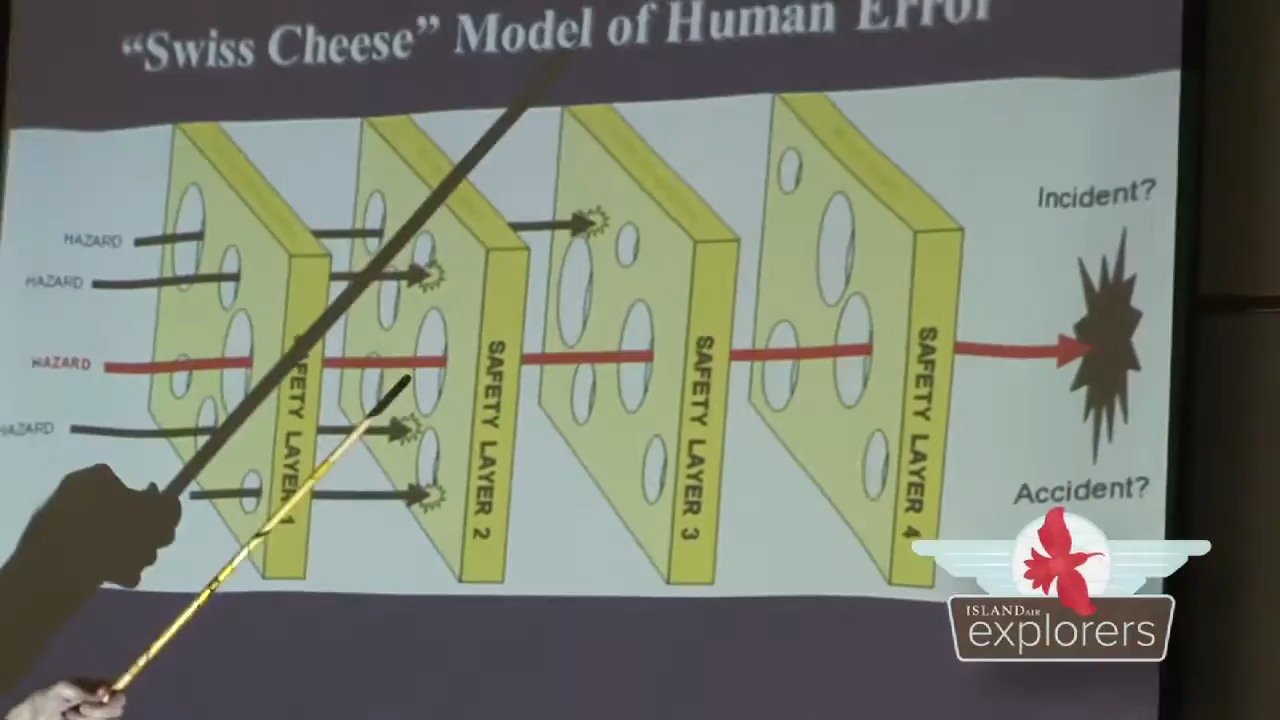 “Swiss Cheese” Model of Human Error
Incident?
HAZARD
HAZARD
HAZARD
HAZARD
SAFETY LAYER 1
SAFETY LAYER 2
SAFETY LAYER 3
SAFETY LAYER 4
Accident?
ISLAND AIR
explorers